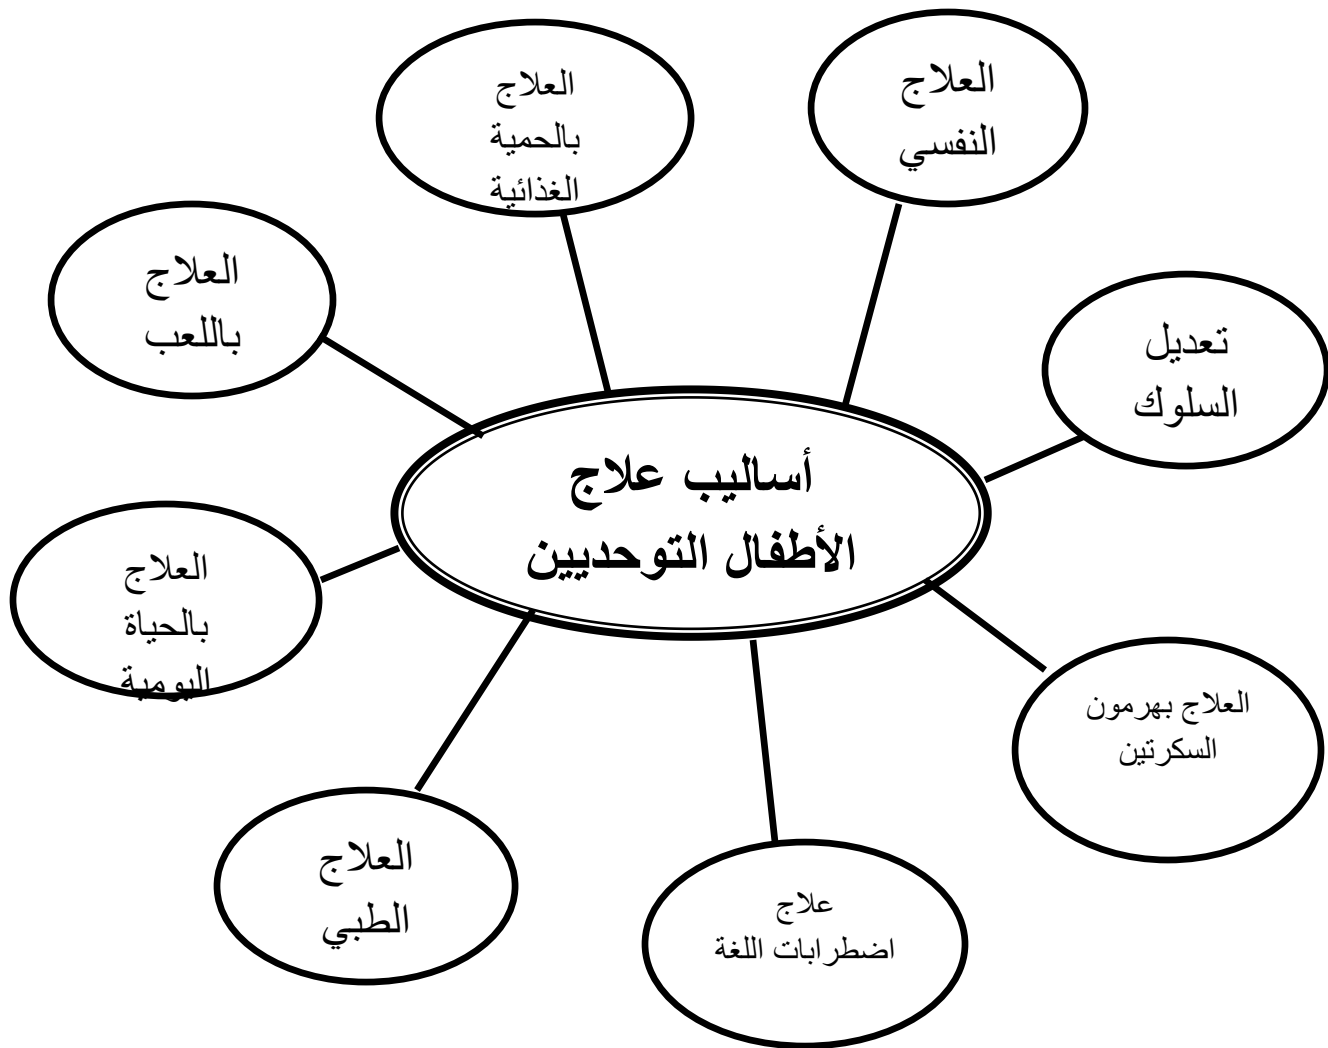 العلاج
النفسي
العلاج
بالحمية
الغذائية
العلاج
باللعب
تعديل
السلوك
أساليب علاج
الأطفال التوحديين
العلاج
بالحياة
اليومية
العلاج بهرمون
السكرتين
العلاج
الطبي
علاج
اضطرابات اللغة